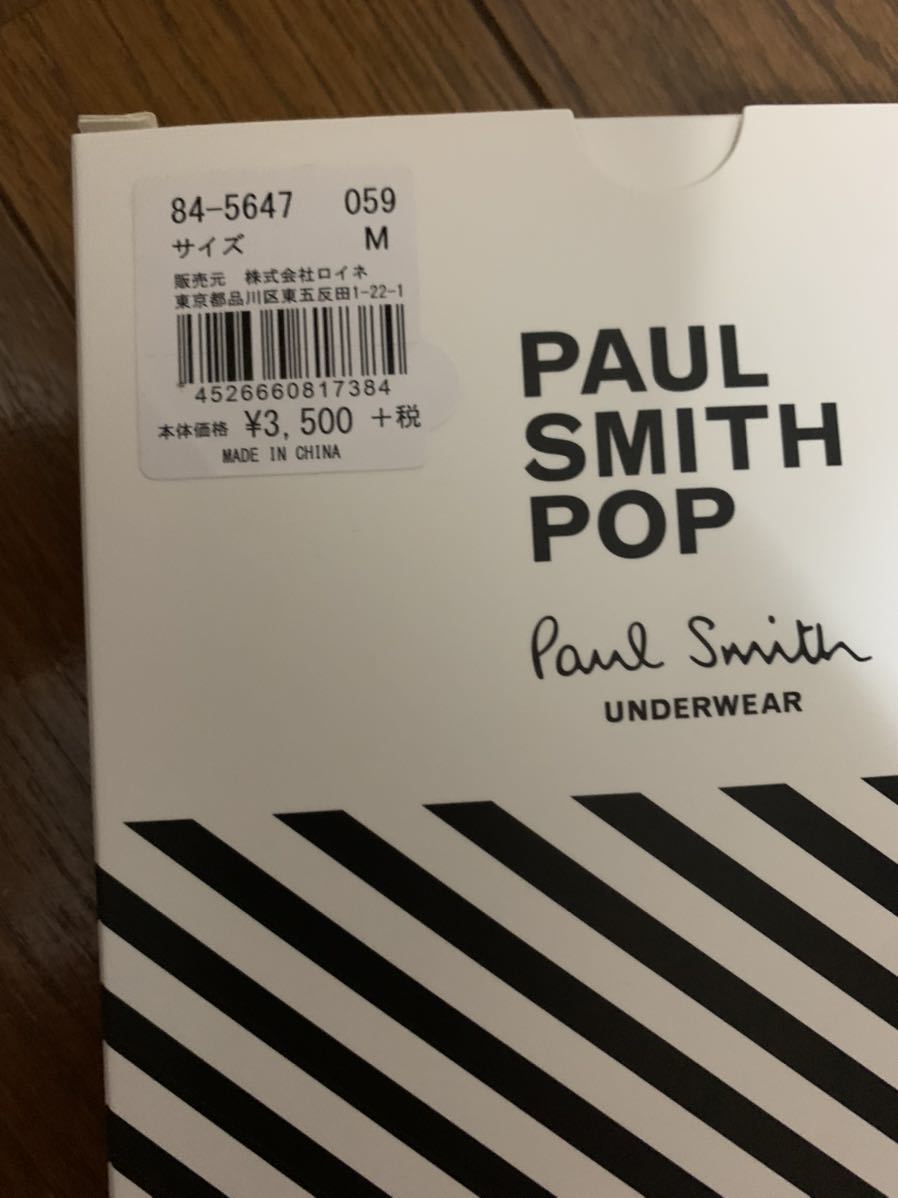 84-5647 059
サイズ M
販売元 株式会社ロイネ
東京都品川区東五反田1-22-1
4526660817384
本体価格 ¥3,500 +税
MADE IN CHINA
PAUL
SMITH
POP
Paul Smith
UNDERWEAR